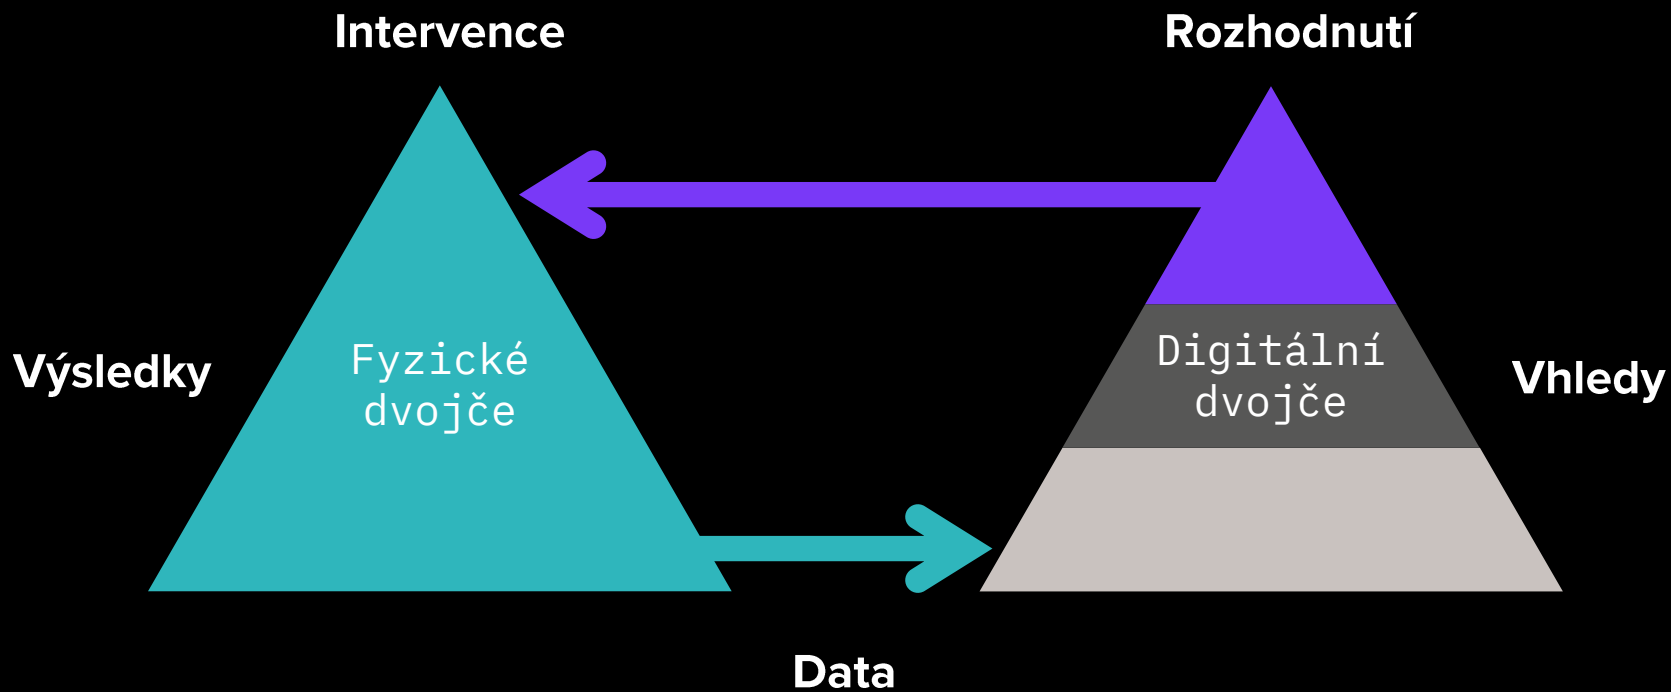 Intervence
Rozhodnutí
Výsledky
Fyzické
dvojče
Digitální
dvojče
Vhledy
Data